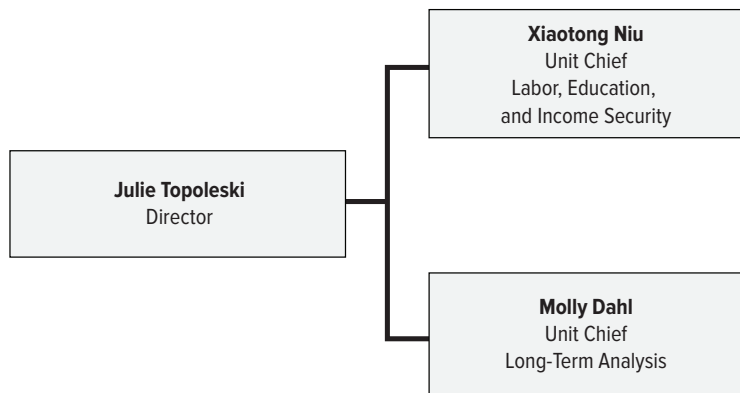 Xiaotong Niu
Unit Chief
Labor, Education,
and Income Security
Julie Topoleski
Director
Molly Dahl
Unit Chief
Long-Term Analysis